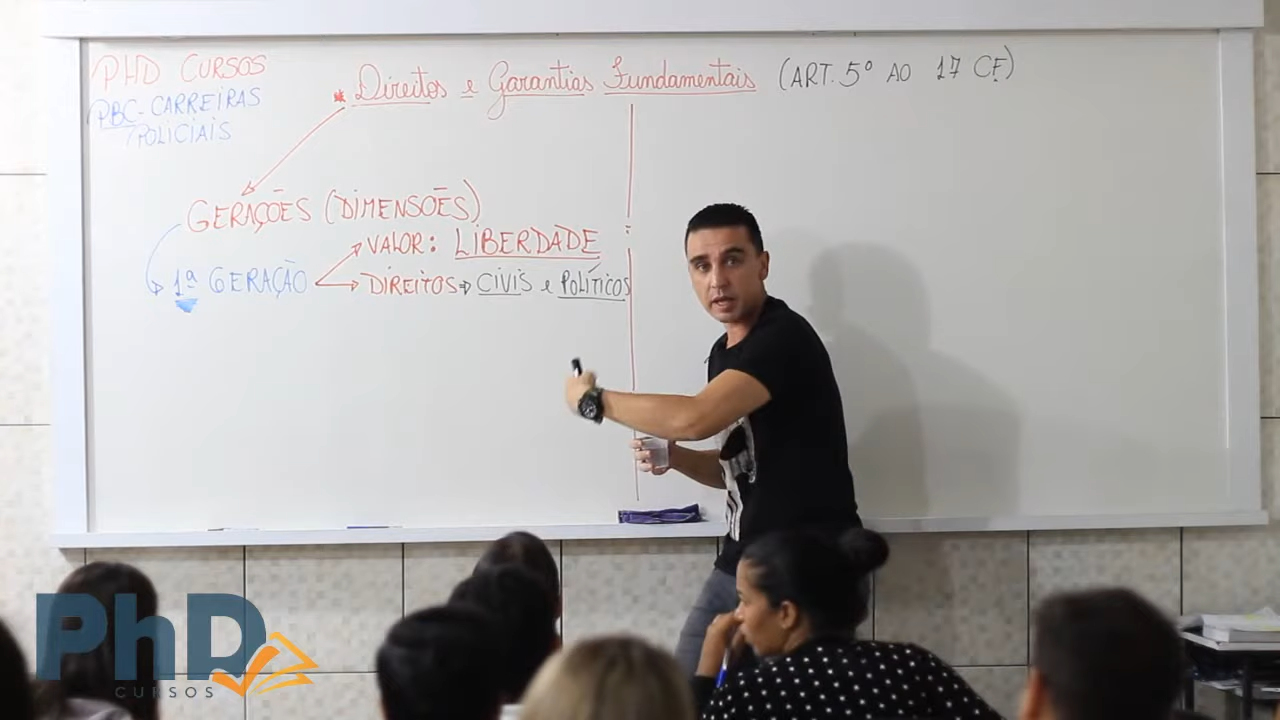 PHD CURSOS
PBC - CARREIRAS
POLICIAIS
* Direitos e Garantias Fundamentais (ART. 5º AO 17 CF)
GERAÇÕES (DIMENSÕES)
VALOR: LIBERDADE
1ª GERAÇÃO
DIREITOS → CIVIS e POLÍTICOS
PhD
CURSOS